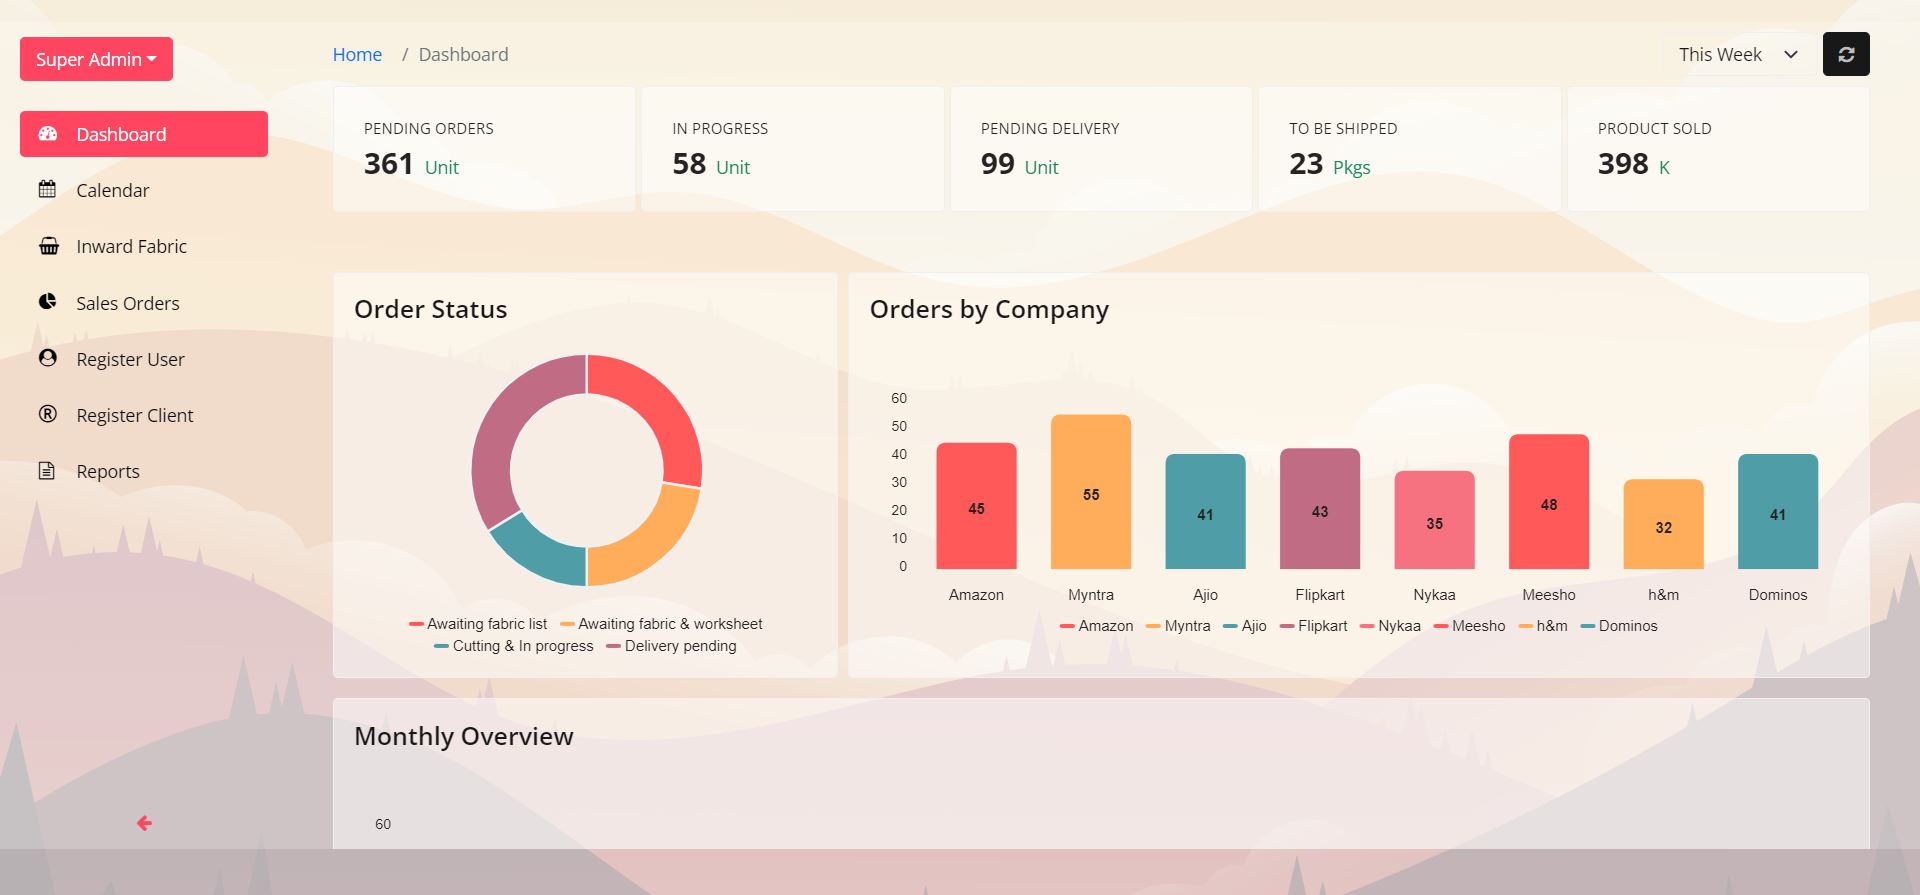 Super Admin
Dashboard
Calendar
Inward Fabric
Sales Orders
Register User
Register Client
Reports
Home / Dashboard
This Week
PENDING ORDERS
361 Unit
IN PROGRESS
58 Unit
PENDING DELIVERY
99 Unit
TO BE SHIPPED
23 Pkgs
PRODUCT SOLD
398 K
Order Status
Awaiting fabric list Awaiting fabric & worksheet
Cutting & In progress Delivery pending
Orders by Company
60
50
40
30
20
10
0
45 55 41 43 35 48 32 41
Amazon Myntra Ajio Flipkart Nykaa Meesho h&m Dominos
Amazon Myntra Ajio Flipkart Nykaa Meesho h&m Dominos
Monthly Overview
60